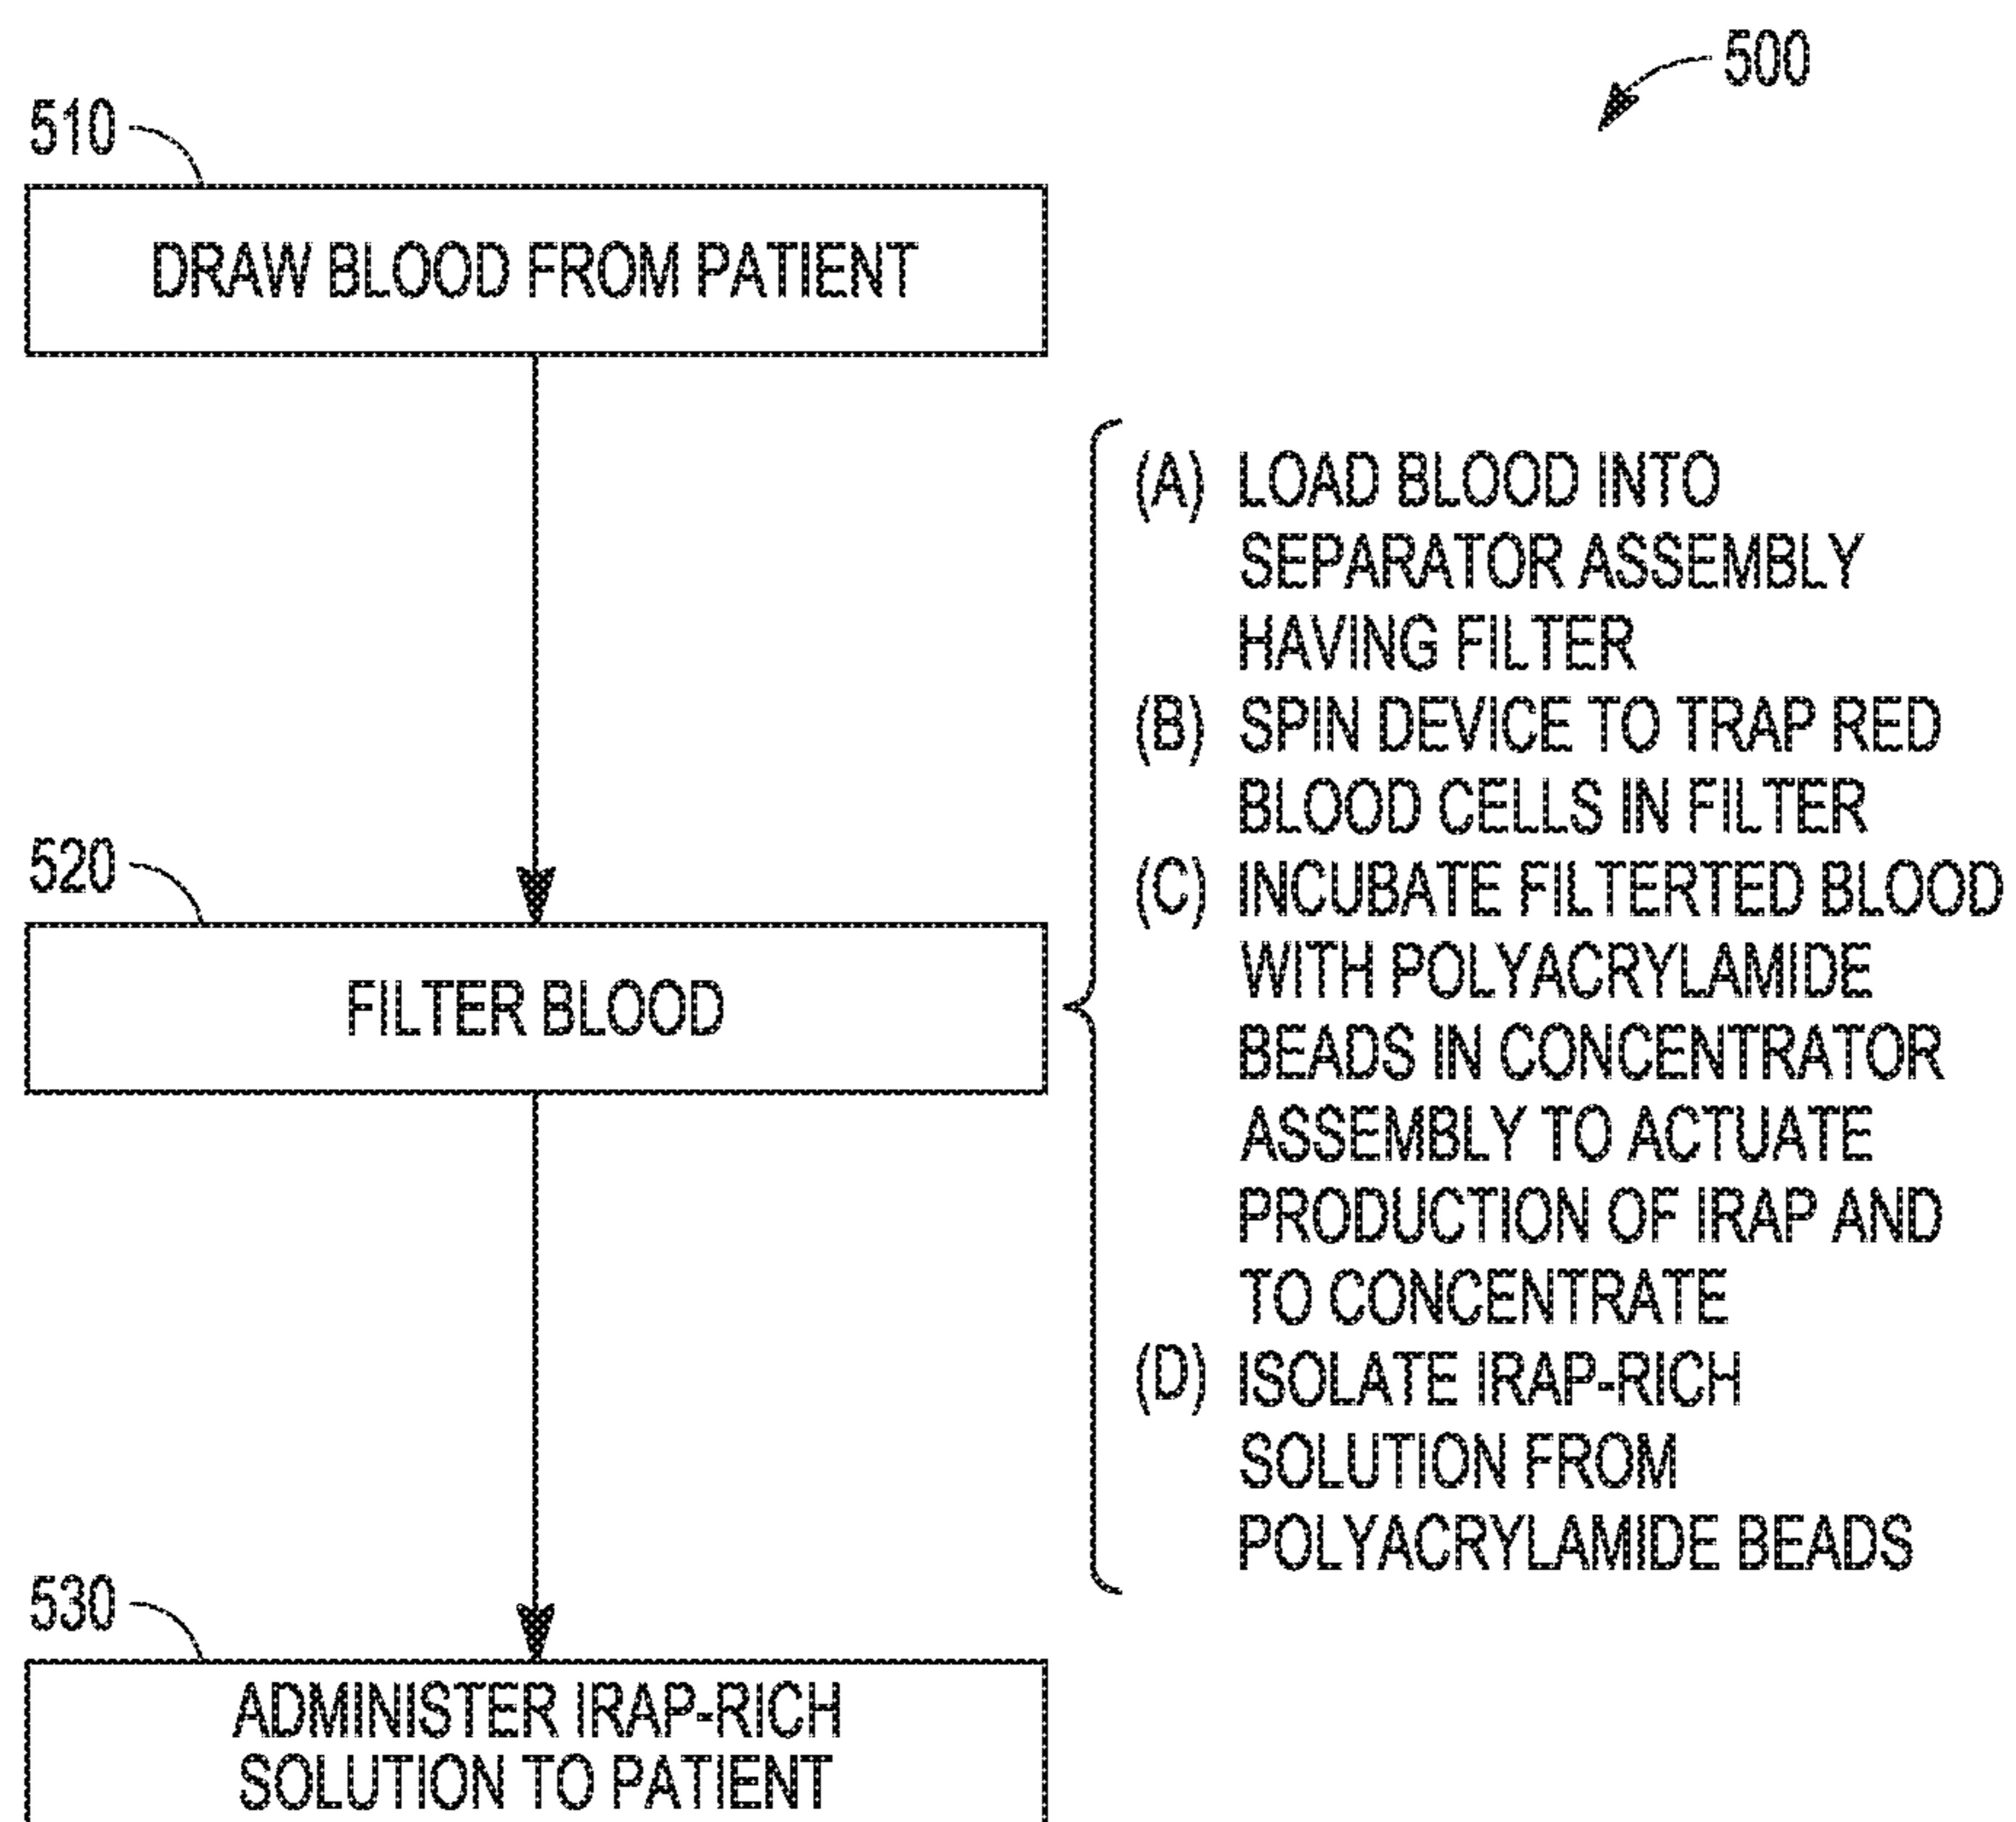 500
510
DRAW BLOOD FROM PATIENT
520
FILTER BLOOD
(A) LOAD BLOOD INTO
SEPARATOR ASSEMBLY
HAVING FILTER
(B) SPIN DEVICE TO TRAP RED
BLOOD CELLS IN FILTER
(C) INCUBATE FILTERTED BLOOD
WITH POLYACRYLAMIDE
BEADS IN CONCENTRATOR
ASSEMBLY TO ACTUATE
PRODUCTION OF IRAP AND
TO CONCENTRATE
(D) ISOLATE IRAP-RICH
SOLUTION FROM
POLYACRYLAMIDE BEADS
530
ADMINISTER IRAP-RICH
SOLUTION TO PATIENT